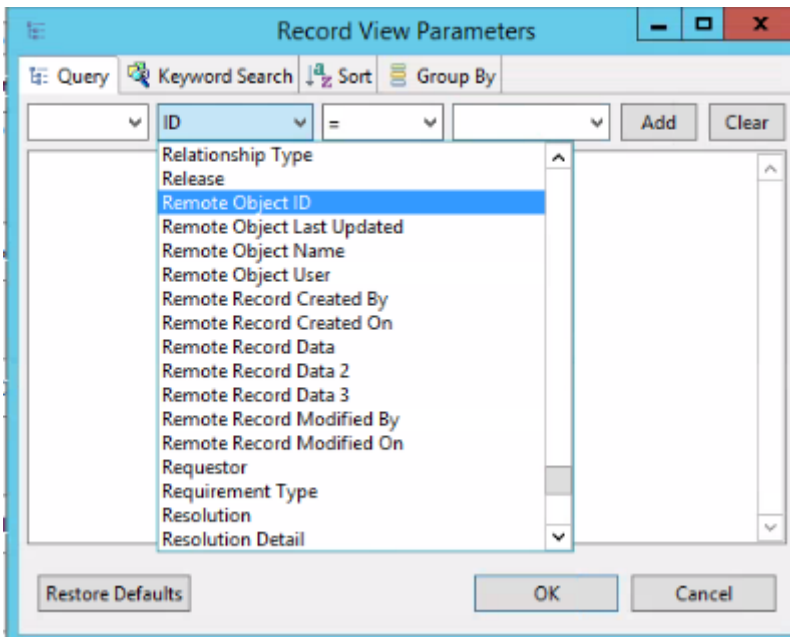 Record View Parameters
Query Keyword Search Sort Group By
ID = Add Clear
Relationship Type
Release
Remote Object ID
Remote Object Last Updated
Remote Object Name
Remote Object User
Remote Record Created By
Remote Record Created On
Remote Record Data
Remote Record Data 2
Remote Record Data 3
Remote Record Modified By
Remote Record Modified On
Requestor
Requirement Type
Resolution
Resolution Detail
Restore Defaults OK Cancel